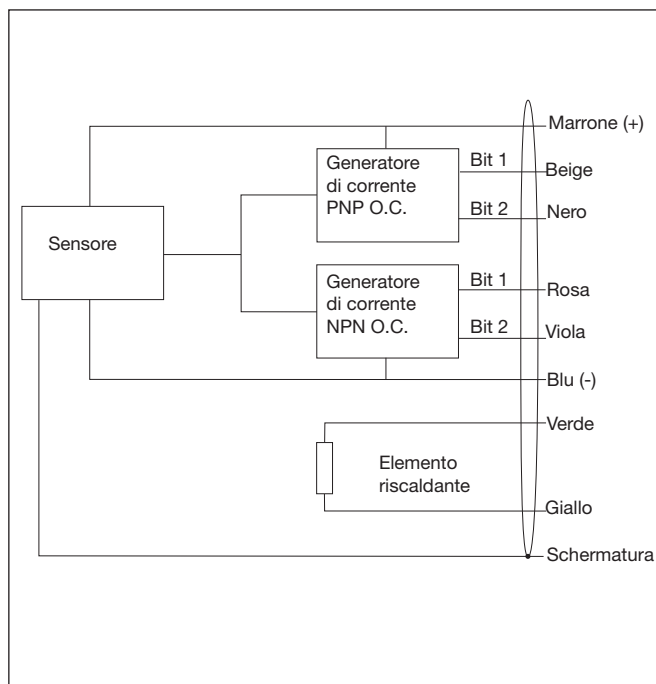 Marrone (+)
Generatore
di corrente
PNP O.C.
Bit 1
Beige
Bit 2
Nero
Sensore
Generatore
di corrente
NPN O.C.
Bit 1
Rosa
Bit 2
Viola
Blu (-)
Verde
Elemento
riscaldante
Giallo
Schermatura